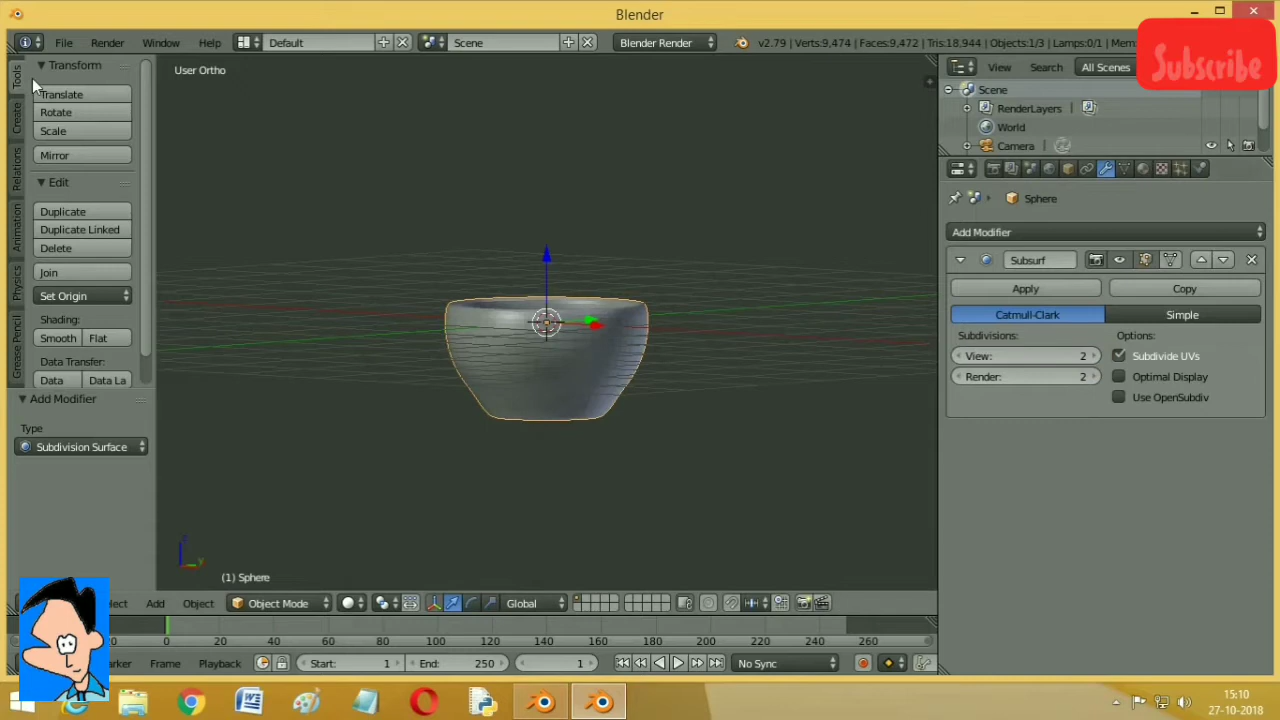 Blender
File Render Window Help Default Scene Blender Render v2.79 | Verts:9,474 | Faces:9,472 | Tris:18,944 | Objects:1/3 | Lamps:0/1 | Mem:
Subscribe
Tools
Create
Relations
Animation
Physics
Grease Pencil
Transform
Translate
Rotate
Scale
Mirror
Edit
Duplicate
Duplicate Linked
Delete
Join
Set Origin
Shading:
Smooth Flat
Data Transfer:
Data Data La
Add Modifier
Type
Subdivision Surface
User Ortho
(1) Sphere
View Search All Scenes
Scene
RenderLayers
World
Camera
Sphere
Add Modifier
Subsurf
Apply Copy
Catmull-Clark Simple
Subdivisions: Options:
View: 2 Subdivide UVs
Render: 2 Optimal Display
Use OpenSubdiv
lect Add Object Object Mode Global
20 40 60 80 100 120 140 160 180 200 220 240 260
arker Frame Playback Start: 1 End: 250 1 No Sync
15:10
27-10-2018